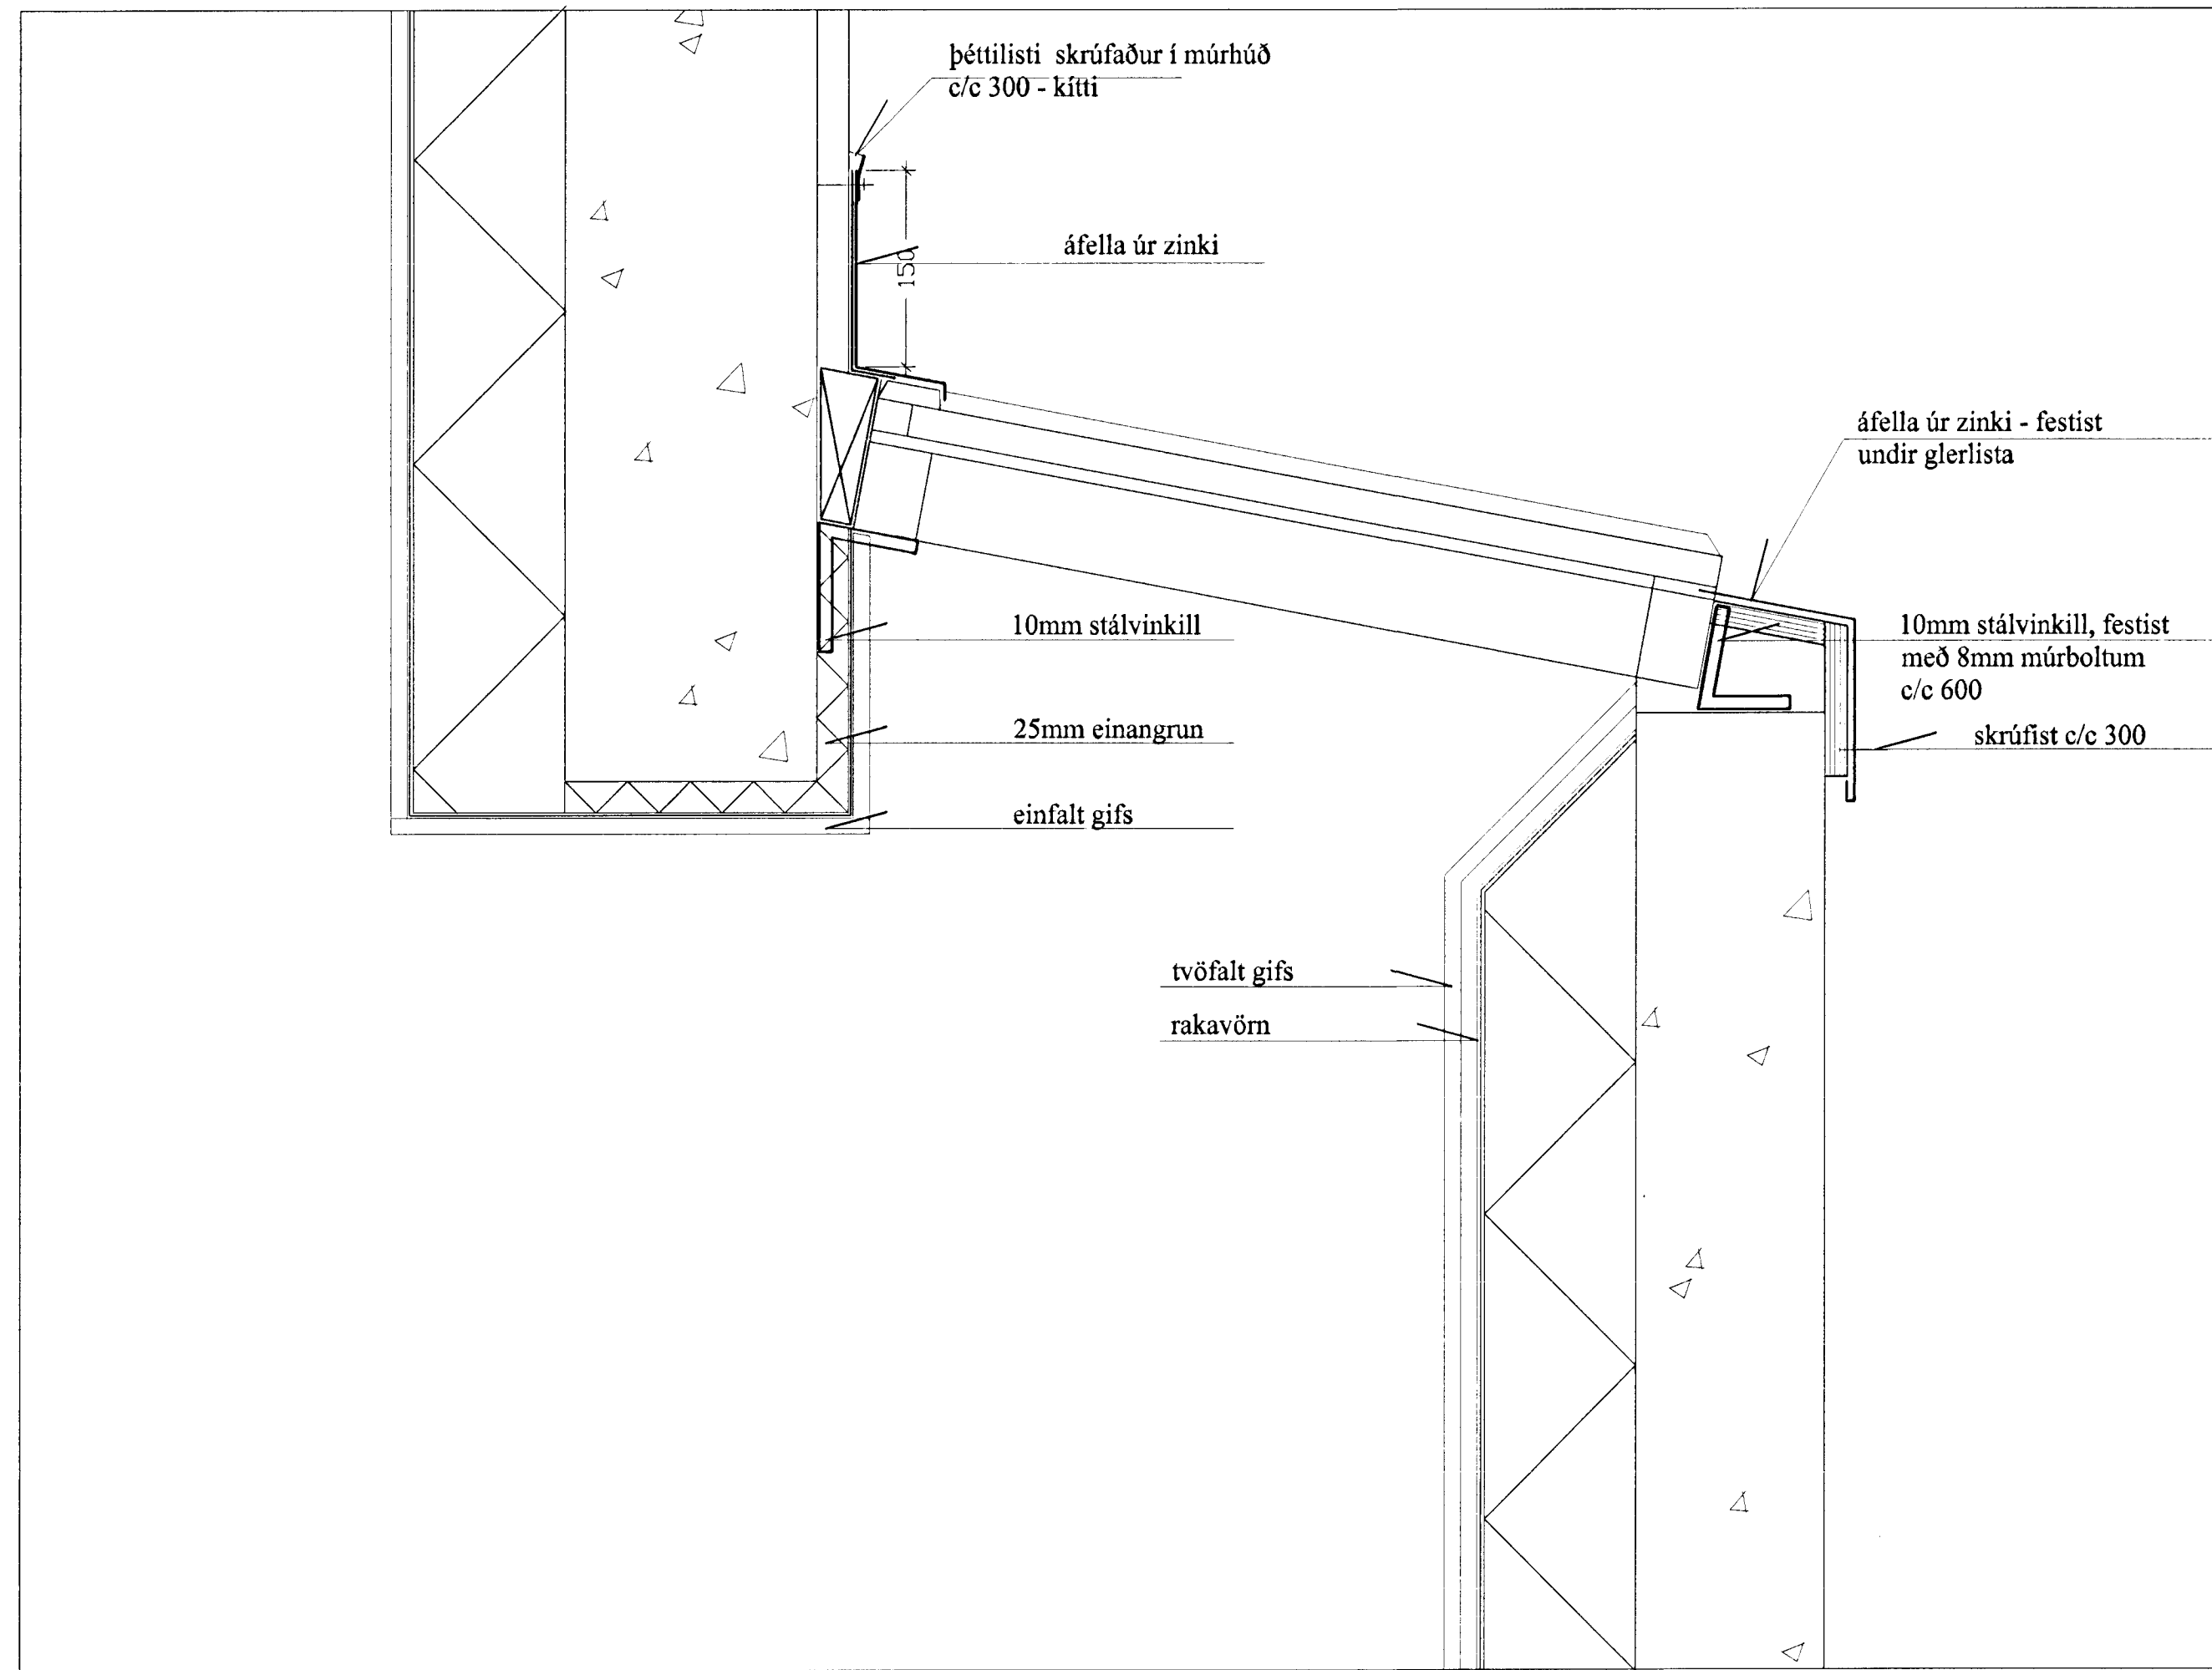 þéttilisti skrúfaður í múrhúð
c/c 300 - kítti
áfella úr zinki
150
áfella úr zinki - festist
undir glerlista
10mm stálvinkill
10mm stálvinkill, festist
með 8mm múrboltum
c/c 600
25mm einangrun
skrúfist c/c 300
einfalt gifs
tvöfalt gifs
rakavörn